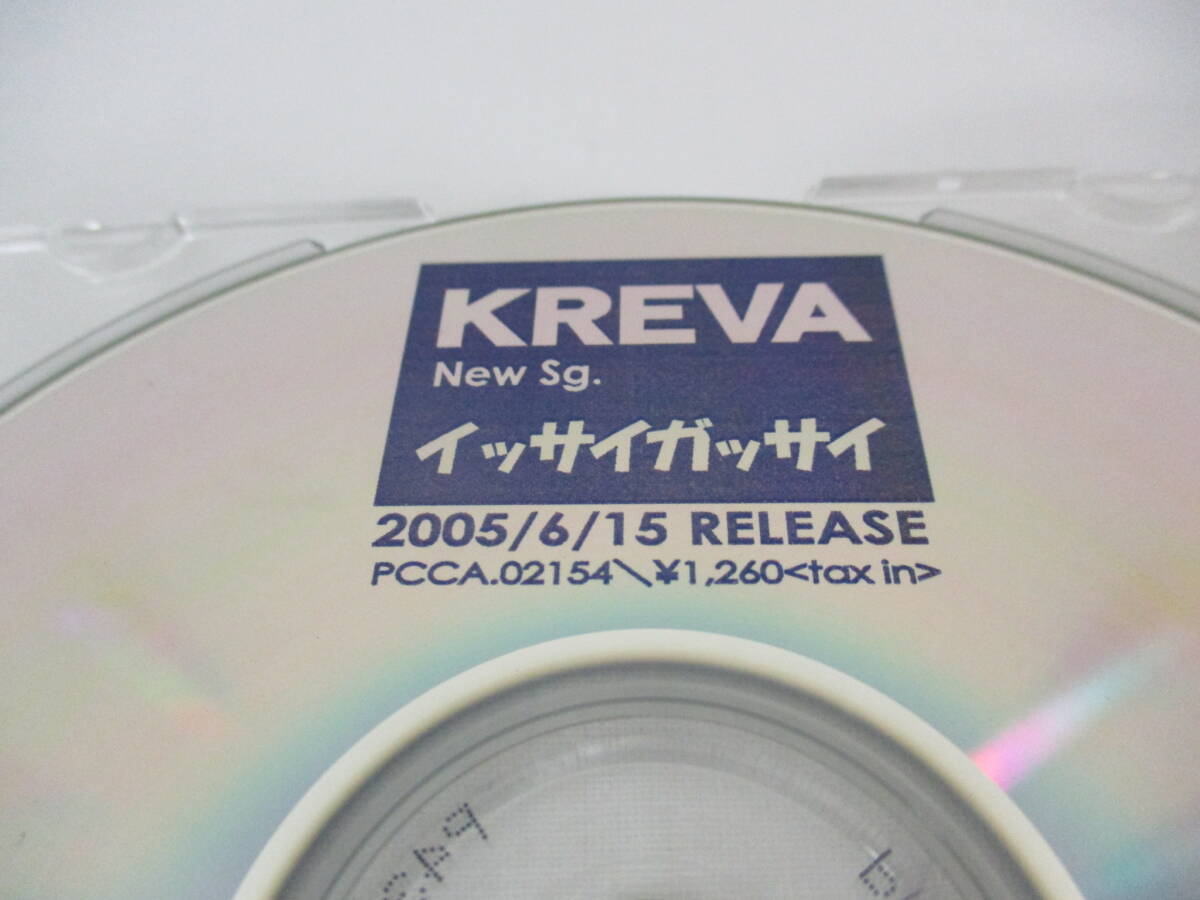 KREVA
New Sg.
イッサイガッサイ
2005/6/15 RELEASE
PCCA.02154＼¥1,260<tax in>